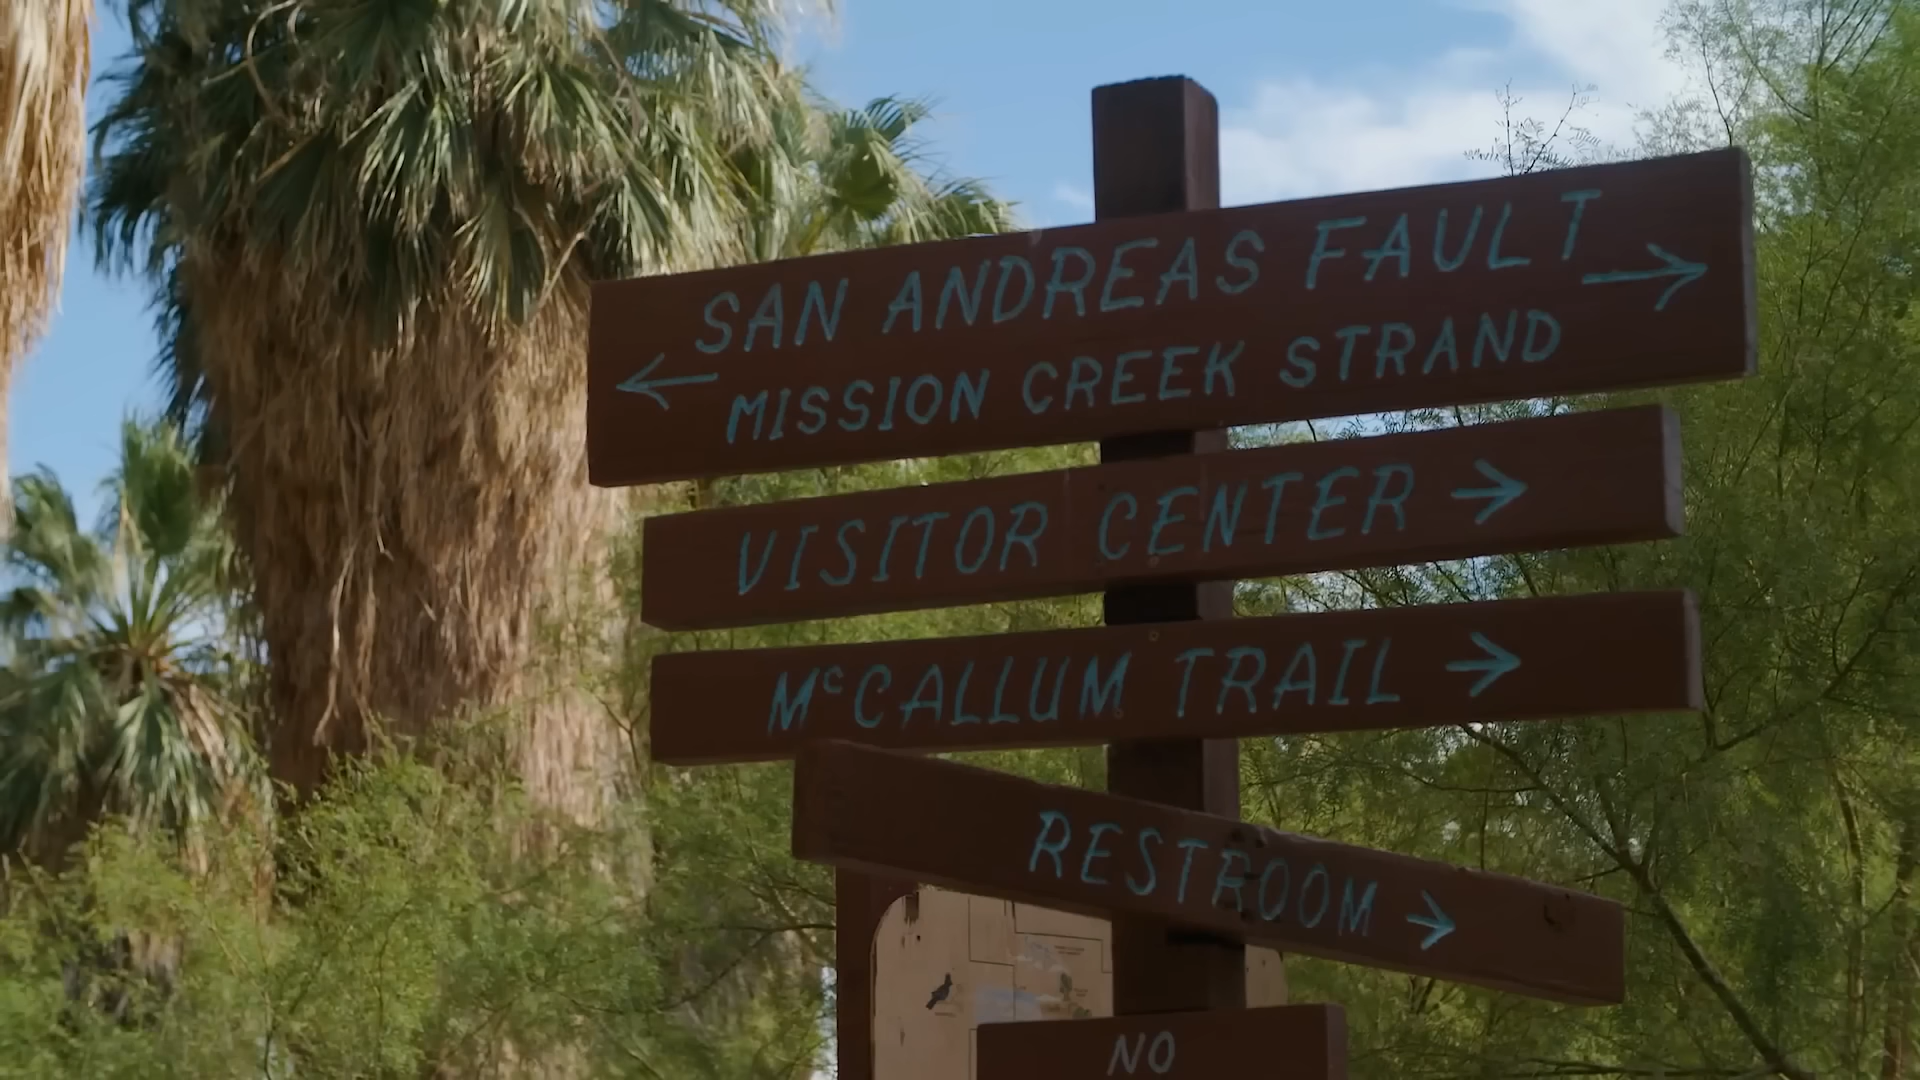 SAN ANDREAS FAULT →
← MISSION CREEK STRAND
VISITOR CENTER →
McCALLUM TRAIL →
RESTROOM →
NO